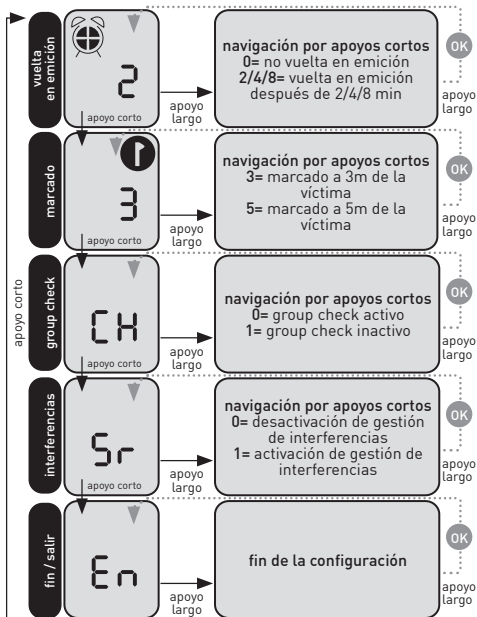 apoyo corto
vuelta
en emición
2
apoyo corto
apoyo
largo
navigación por apoyos cortos
0= no vuelta en emición
2/4/8= vuelta en emición
después de 2/4/8 min
OK
apoyo
largo
marcado
3
apoyo corto
apoyo
largo
navigación por apoyos cortos
3= marcado a 3m de la
víctima
5= marcado a 5m de la
víctima
OK
apoyo
largo
group check
CH
apoyo corto
apoyo
largo
navigación por apoyos cortos
0= group check activo
1= group check inactivo
OK
apoyo
largo
interferencias
Sr
apoyo corto
apoyo
largo
navigación por apoyos cortos
0= desactivación de gestión
de interferencias
1= activación de gestión de
interferencias
OK
apoyo
largo
fin / salir
En
apoyo
largo
fin de la configuración
OK
apoyo
largo